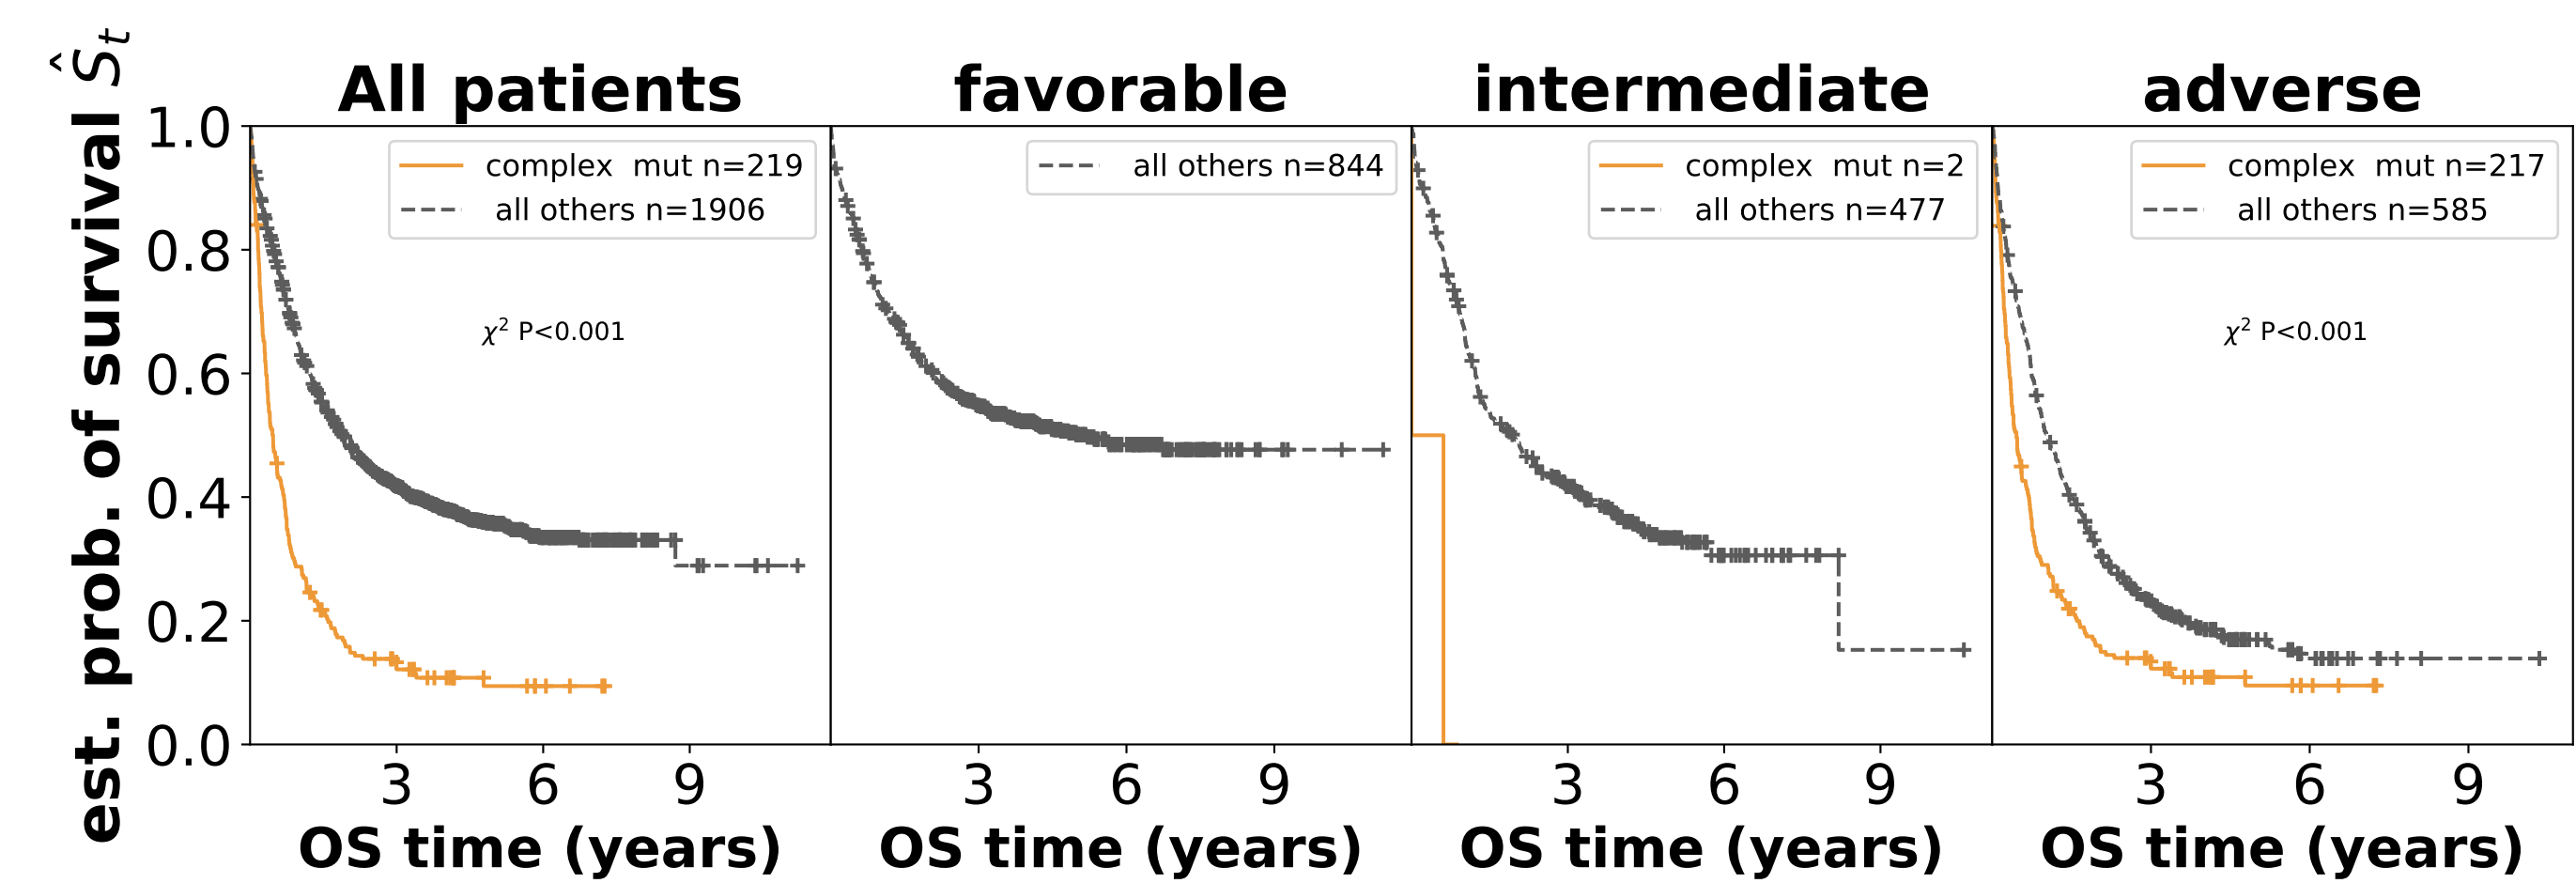 est. prob. of survival Ŝt
All patients
favorable
intermediate
adverse
1.0
0.8
0.6
0.4
0.2
0.0
complex  mut n=219
all others n=1906
χ² P<0.001
3 6 9
OS time (years)
all others n=844
3 6 9
OS time (years)
complex  mut n=2
all others n=477
3 6 9
OS time (years)
complex  mut n=217
all others n=585
χ² P<0.001
3 6 9
OS time (years)